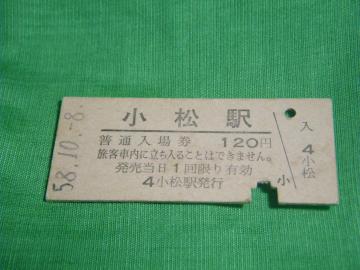 58.10.-8.
小松駅
普通入場券 120円
旅客車内に立ち入ることはできません。
発売当日1回限り有効
4小松駅発行
小
入
4
小松